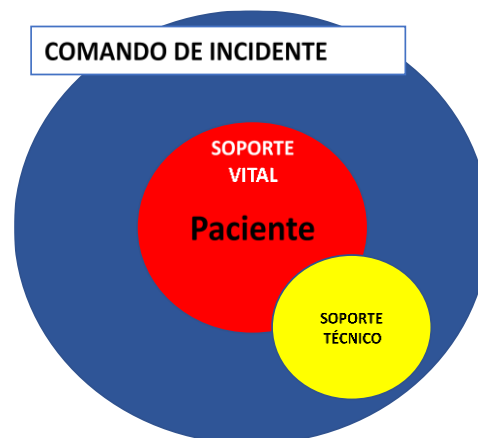 COMANDO DE INCIDENTE
SOPORTE
VITAL
Paciente
SOPORTE
TÉCNICO